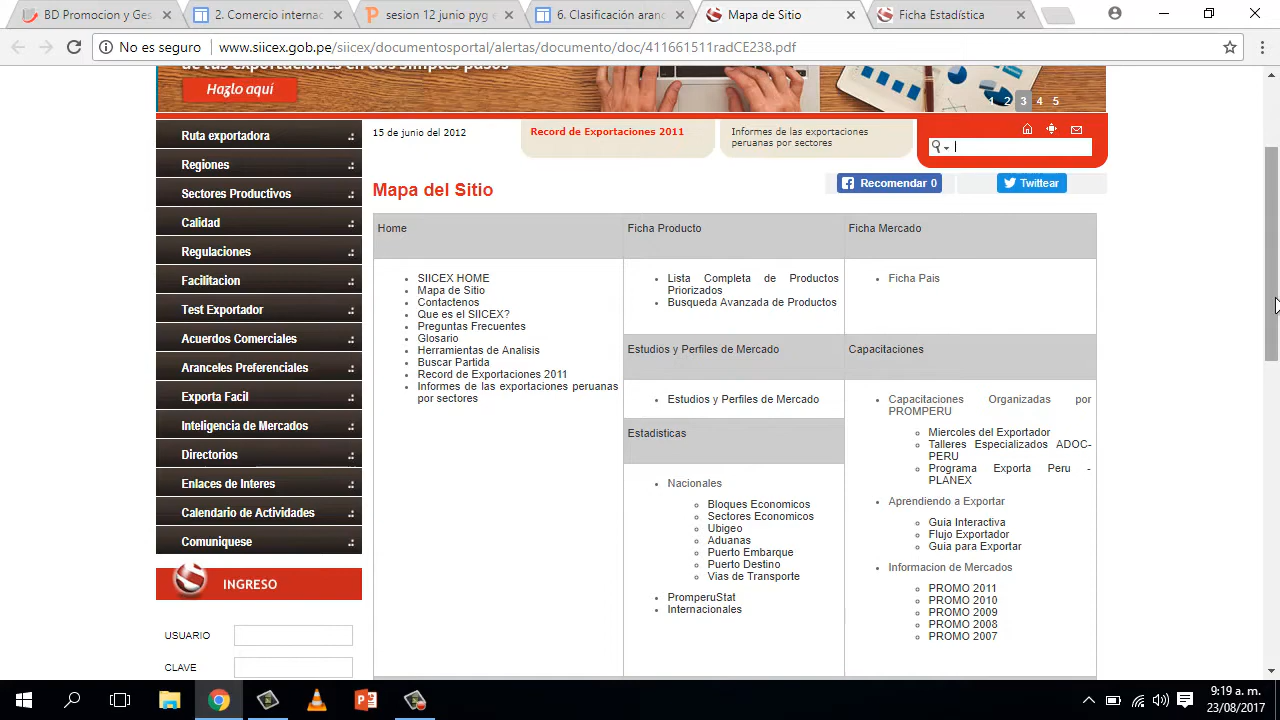 BD Promocion y Ges
2. Comercio internac
sesion 12 junio pyg e
6. Clasificación aranc
Mapa de Sitio
Ficha Estadística
No es seguro
www.siicex.gob.pe/siicex/documentosportal/alertas/documento/doc/411661511radCE238.pdf
de tus exportaciones en dos simples pasos
Hazlo aquí
1 2 3 4 5
Ruta exportadora
Regiones
Sectores Productivos
Calidad
Regulaciones
Facilitacion
Test Exportador
Acuerdos Comerciales
Aranceles Preferenciales
Exporta Facil
Inteligencia de Mercados
Directorios
Enlaces de Interes
Calendario de Actividades
Comuniquese
INGRESO
USUARIO
CLAVE
15 de junio del 2012
Record de Exportaciones 2011
Informes de las exportaciones
peruanas por sectores
Mapa del Sitio
Recomendar 0
Twittear
Home
SIICEX HOME
Mapa de Sitio
Contactenos
Que es el SIICEX?
Preguntas Frecuentes
Glosario
Herramientas de Analisis
Buscar Partida
Record de Exportaciones 2011
Informes de las exportaciones peruanas
por sectores
Ficha Producto
Lista Completa de Productos
Priorizados
Busqueda Avanzada de Productos
Estudios y Perfiles de Mercado
Estudios y Perfiles de Mercado
Estadisticas
Nacionales
Bloques Economicos
Sectores Economicos
Ubigeo
Aduanas
Puerto Embarque
Puerto Destino
Vias de Transporte
PromperuStat
Internacionales
Ficha Mercado
Ficha Pais
Capacitaciones
Capacitaciones Organizadas por
PROMPERU
Miercoles del Exportador
Talleres Especializados ADOC-
PERU
Programa Exporta Peru -
PLANEX
Aprendiendo a Exportar
Guia Interactiva
Flujo Exportador
Guia para Exportar
Informacion de Mercados
PROMO 2011
PROMO 2010
PROMO 2009
PROMO 2008
PROMO 2007
9:19 a. m.
23/08/2017